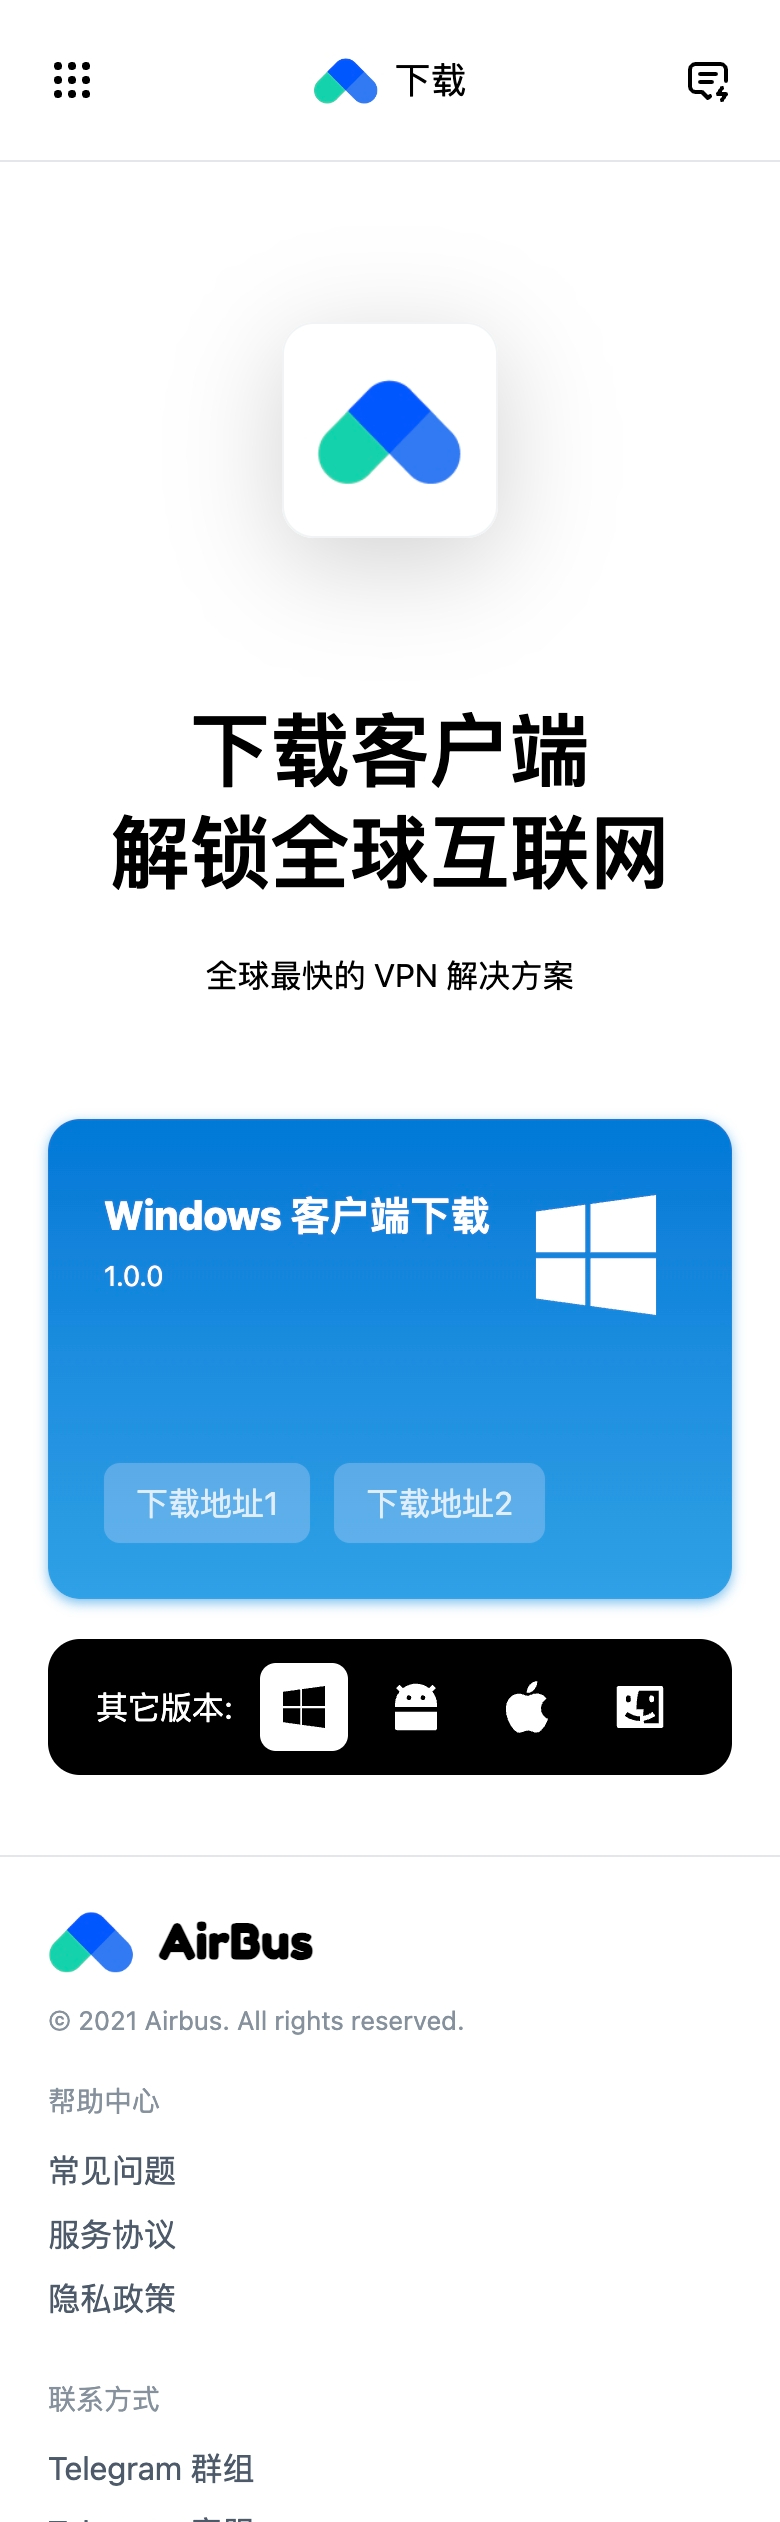 下载
下载客户端
解锁全球互联网
全球最快的 VPN 解决方案
Windows 客户端下载
1.0.0
下载地址1
下载地址2
其它版本:
AirBus
© 2021 Airbus. All rights reserved.
帮助中心
常见问题
服务协议
隐私政策
联系方式
Telegram 群组